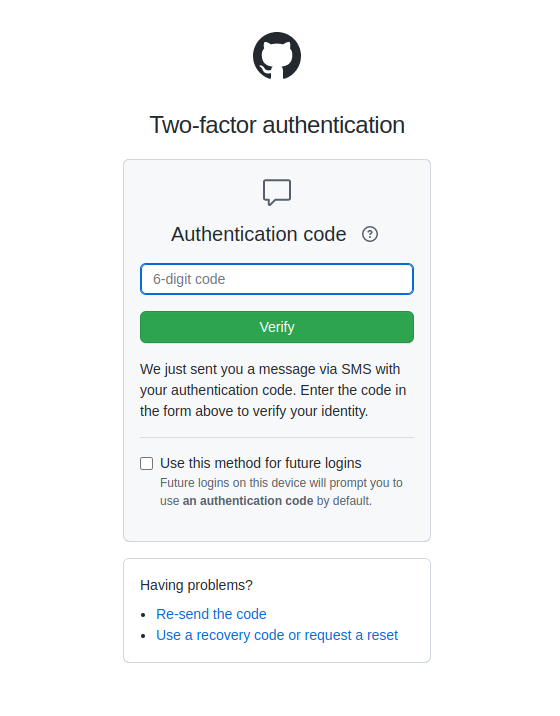 Two-factor authentication
Authentication code
6-digit code
Verify
We just sent you a message via SMS with
your authentication code. Enter the code in
the form above to verify your identity.
Use this method for future logins
Future logins on this device will prompt you to
use an authentication code by default.
Having problems?
Re-send the code
Use a recovery code or request a reset